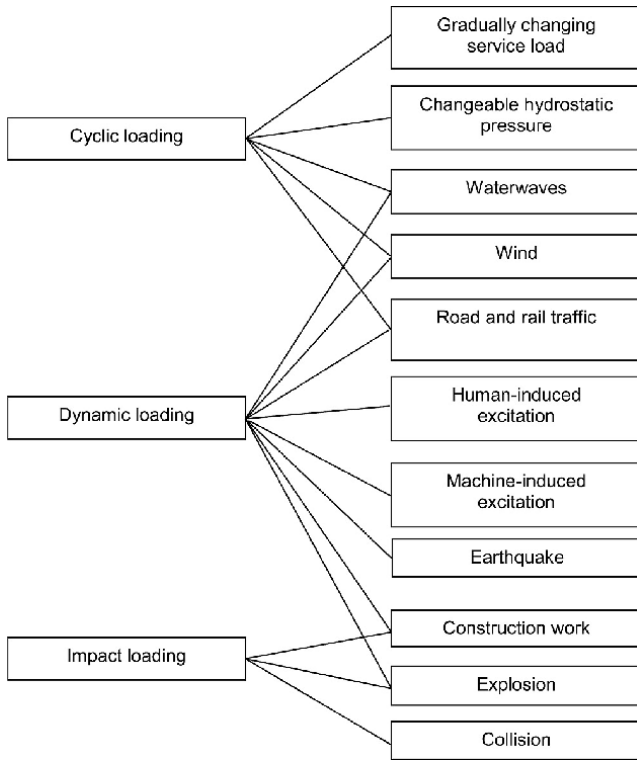 Gradually changing
service load
Cyclic loading
Changeable hydrostatic
pressure
Waterwaves
Wind
Road and rail traffic
Dynamic loading
Human-induced
excitation
Machine-induced
excitation
Earthquake
Impact loading
Construction work
Explosion
Collision